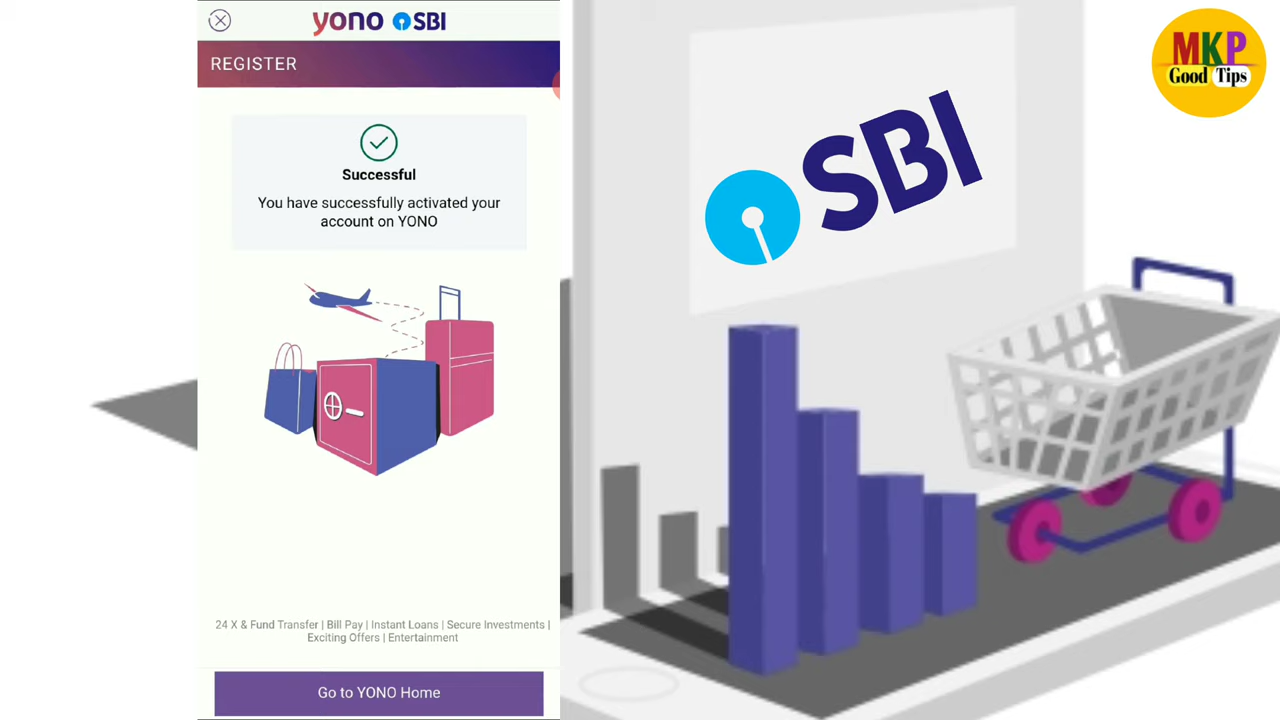 yono SBI
REGISTER
Successful
You have successfully activated your
account on YONO
24 X & Fund Transfer | Bill Pay | Instant Loans | Secure Investments |
Exciting Offers | Entertainment
Go to YONO Home
SBI
MKP
Good Tips